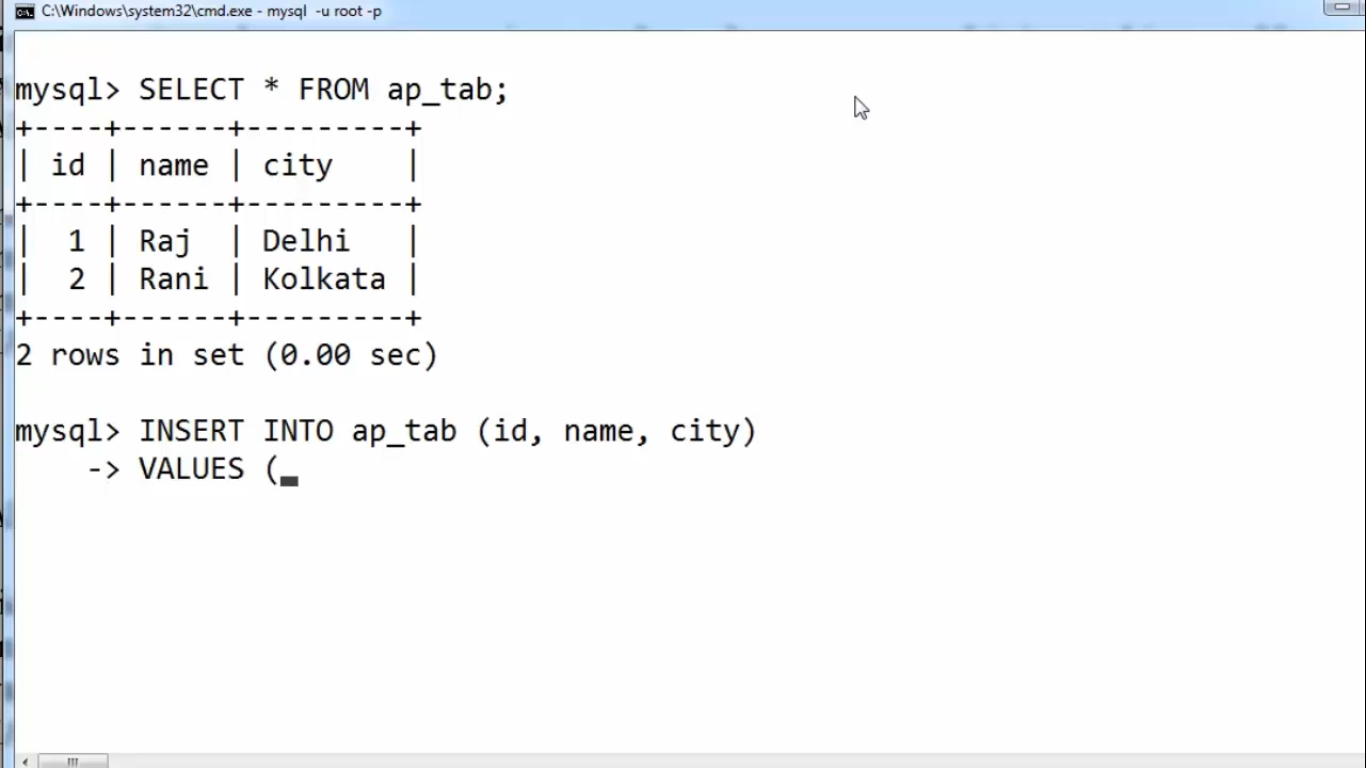 C:\Windows\system32\cmd.exe - mysql  -u root -p
mysql> SELECT * FROM ap_tab;
+----+------+---------+
| id | name | city    |
+----+------+---------+
|  1 | Raj  | Delhi   |
|  2 | Rani | Kolkata |
+----+------+---------+
2 rows in set (0.00 sec)
mysql> INSERT INTO ap_tab (id, name, city)
    -> VALUES (